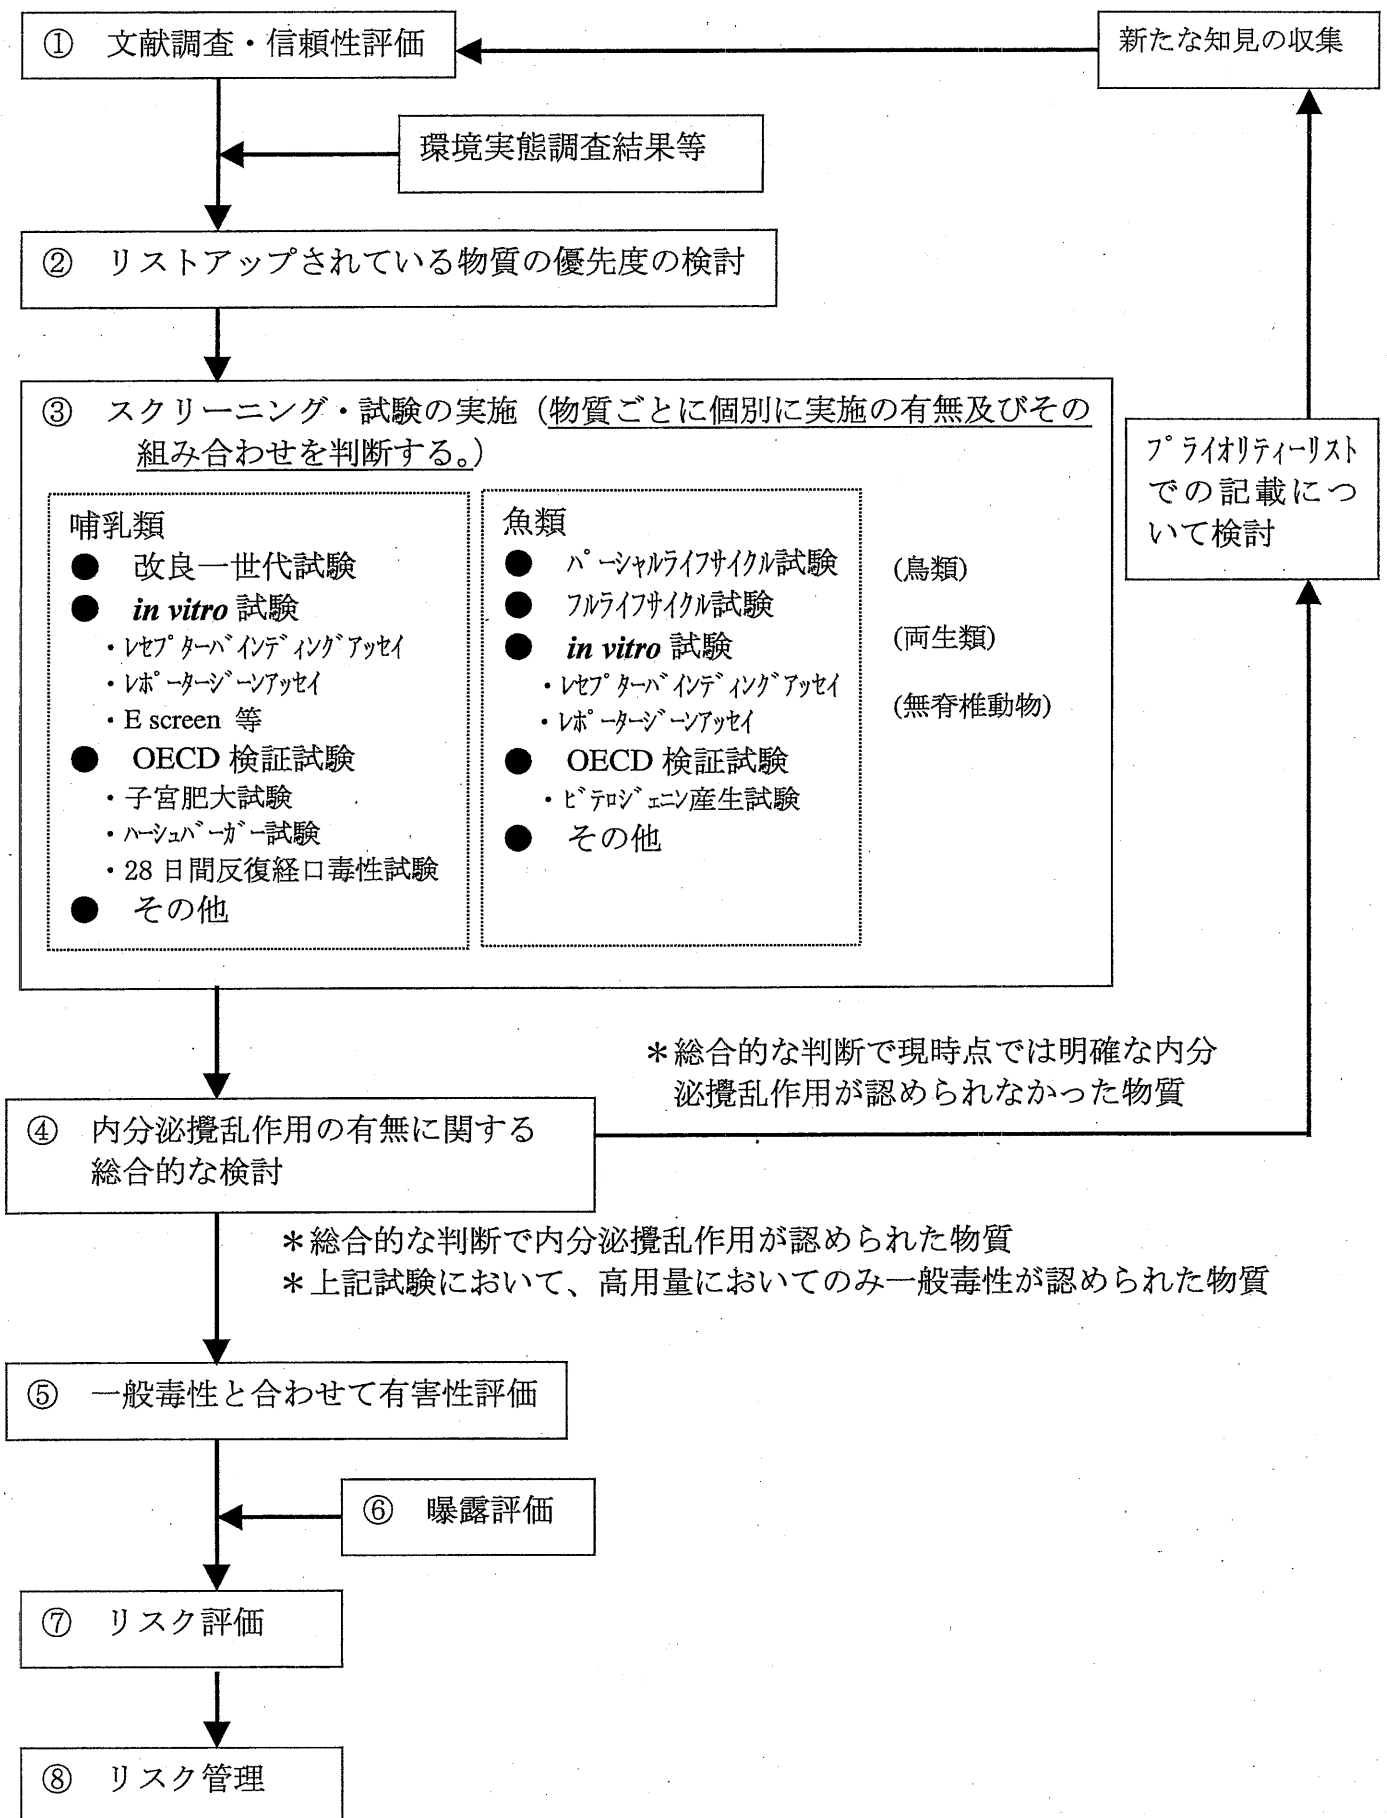 ① 文献調査・信頼性評価
新たな知見の収集
環境実態調査結果等
② リストアップされている物質の優先度の検討
③ スクリーニング・試験の実施（物質ごとに個別に実施の有無及びその
組み合わせを判断する。）
哺乳類
● 改良一世代試験
● in vitro 試験
・ﾚｾﾌﾟﾀｰﾊﾞｲﾝﾃﾞｨﾝｸﾞｱｯｾｲ
・ﾚﾎﾟｰﾀｰｼﾞｰﾝｱｯｾｲ
・E screen 等
● OECD 検証試験
・子宮肥大試験
・ﾊｰｼｭﾊﾞｰｶﾞｰ試験
・28 日間反復経口毒性試験
● その他
魚類
● ﾊﾟｰｼｬﾙﾗｲﾌｻｲｸﾙ試験
● ﾌﾙﾗｲﾌｻｲｸﾙ試験
● in vitro 試験
・ﾚｾﾌﾟﾀｰﾊﾞｲﾝﾃﾞｨﾝｸﾞｱｯｾｲ
・ﾚﾎﾟｰﾀｰｼﾞｰﾝｱｯｾｲ
● OECD 検証試験
・ﾋﾞﾃﾛｼﾞｪﾆﾝ産生試験
● その他
(鳥類)
(両生類)
(無脊椎動物)
ﾌﾟﾗｲｵﾘﾃｨｰﾘｽﾄ
での記載につ
いて検討
＊総合的な判断で現時点では明確な内分
泌攪乱作用が認められなかった物質
④ 内分泌攪乱作用の有無に関する
総合的な検討
＊総合的な判断で内分泌攪乱作用が認められた物質
＊上記試験において、高用量においてのみ一般毒性が認められた物質
⑤ 一般毒性と合わせて有害性評価
⑥ 曝露評価
⑦ リスク評価
⑧ リスク管理